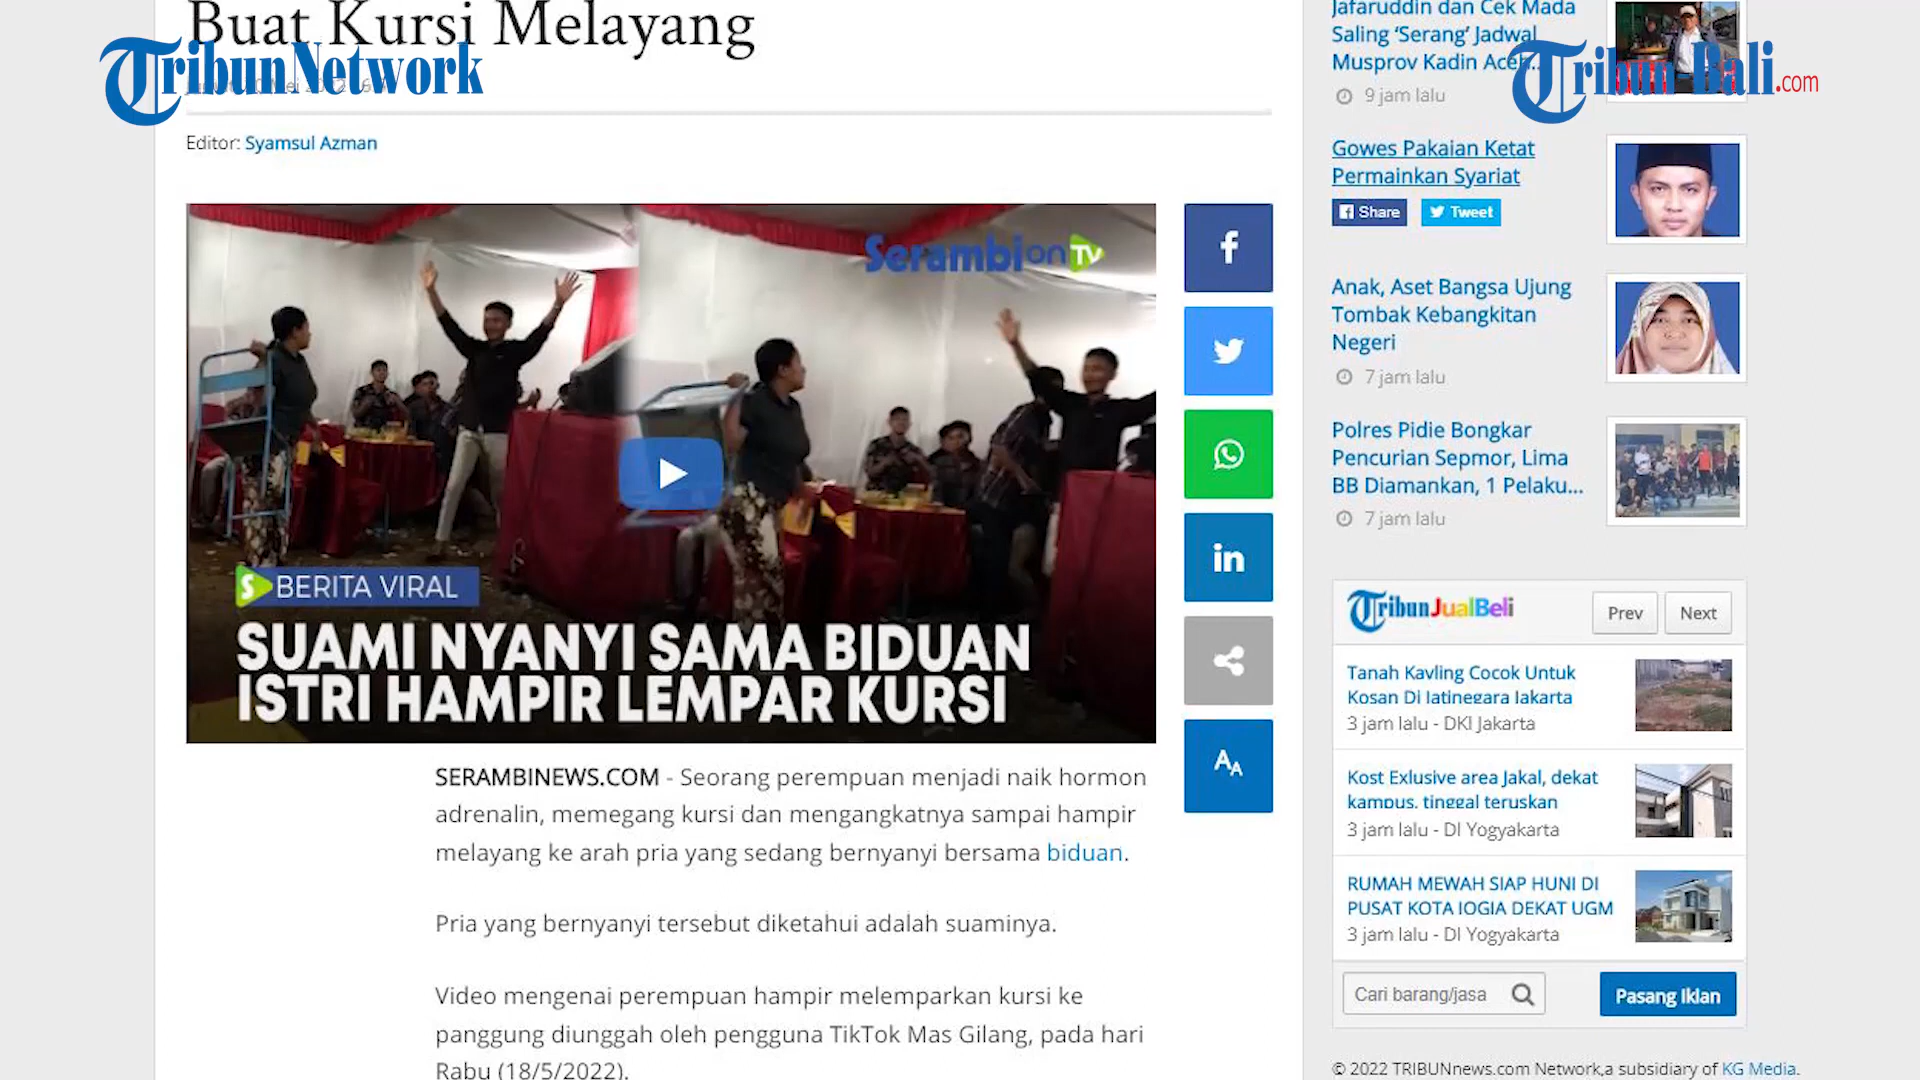 Buat Kursi Melayang
TribunNetwork
Editor: Syamsul Azman
SerambionTV
BERITA VIRAL
SUAMI NYANYI SAMA BIDUAN
ISTRI HAMPIR LEMPAR KURSI
SERAMBINEWS.COM - Seorang perempuan menjadi naik hormon
adrenalin, memegang kursi dan mengangkatnya sampai hampir
melayang ke arah pria yang sedang bernyanyi bersama biduan.
Pria yang bernyanyi tersebut diketahui adalah suaminya.
Video mengenai perempuan hampir melemparkan kursi ke
panggung diunggah oleh pengguna TikTok Mas Gilang, pada hari
Rabu (18/5/2022).
f
in
AA
Jafaruddin dan Cek Mada
Saling ‘Serang’ Jadwal
Musprov Kadin Aceh...
9 jam lalu
Tribun Bali.com
Gowes Pakaian Ketat
Permainkan Syariat
Share Tweet
Anak, Aset Bangsa Ujung
Tombak Kebangkitan
Negeri
7 jam lalu
Polres Pidie Bongkar
Pencurian Sepmor, Lima
BB Diamankan, 1 Pelaku...
7 jam lalu
TribunJualBeli
Prev Next
Tanah Kavling Cocok Untuk
Kosan Di Jatinegara Jakarta
3 jam lalu - DKI Jakarta
Kost Exlusive area Jakal, dekat
kampus, tinggal teruskan
3 jam lalu - DI Yogyakarta
RUMAH MEWAH SIAP HUNI DI
PUSAT KOTA JOGJA DEKAT UGM
3 jam lalu - DI Yogyakarta
Cari barang/jasa
Pasang Iklan
© 2022 TRIBUNnews.com Network,a subsidiary of KG Media.